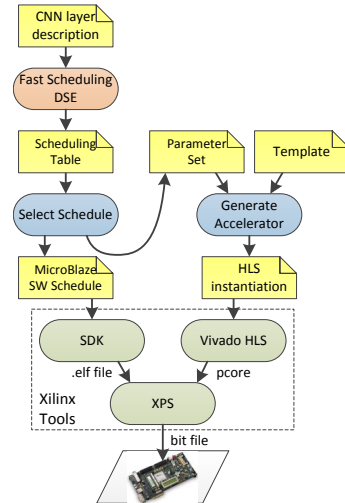 CNN layer
description
Fast Scheduling
DSE
Scheduling
Table
Parameter
Set
Template
Select Schedule
Generate
Accelerator
MicroBlaze
SW Schedule
HLS
instantiation
SDK
Vivado HLS
.elf file
pcore
Xilinx
Tools
XPS
bit file